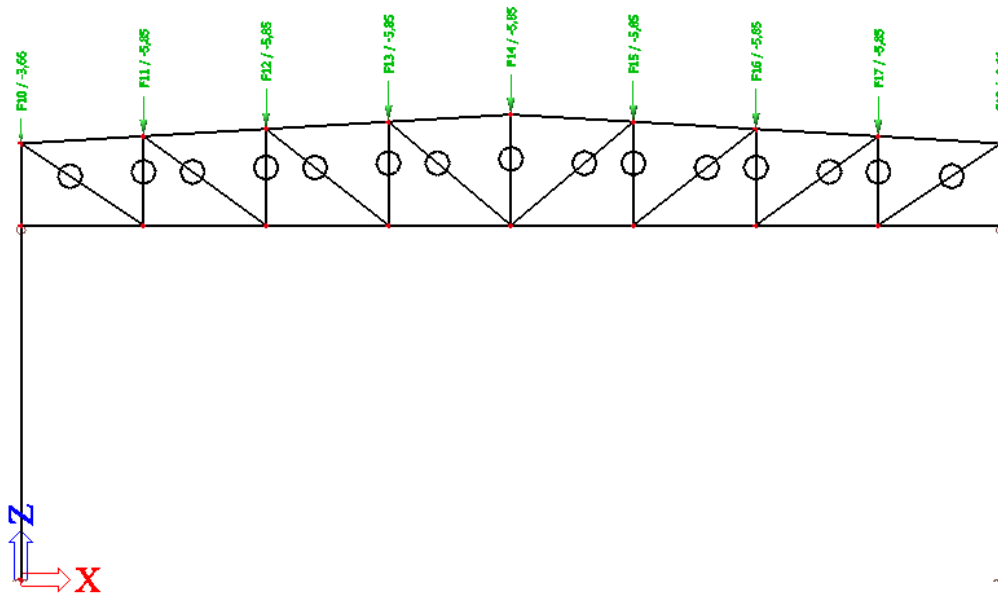 F10 / -3,66
F11 / -5,85
F12 / -5,85
F13 / -5,85
F14 / -5,85
F15 / -5,85
F16 / -5,85
F17 / -5,85
Z
X